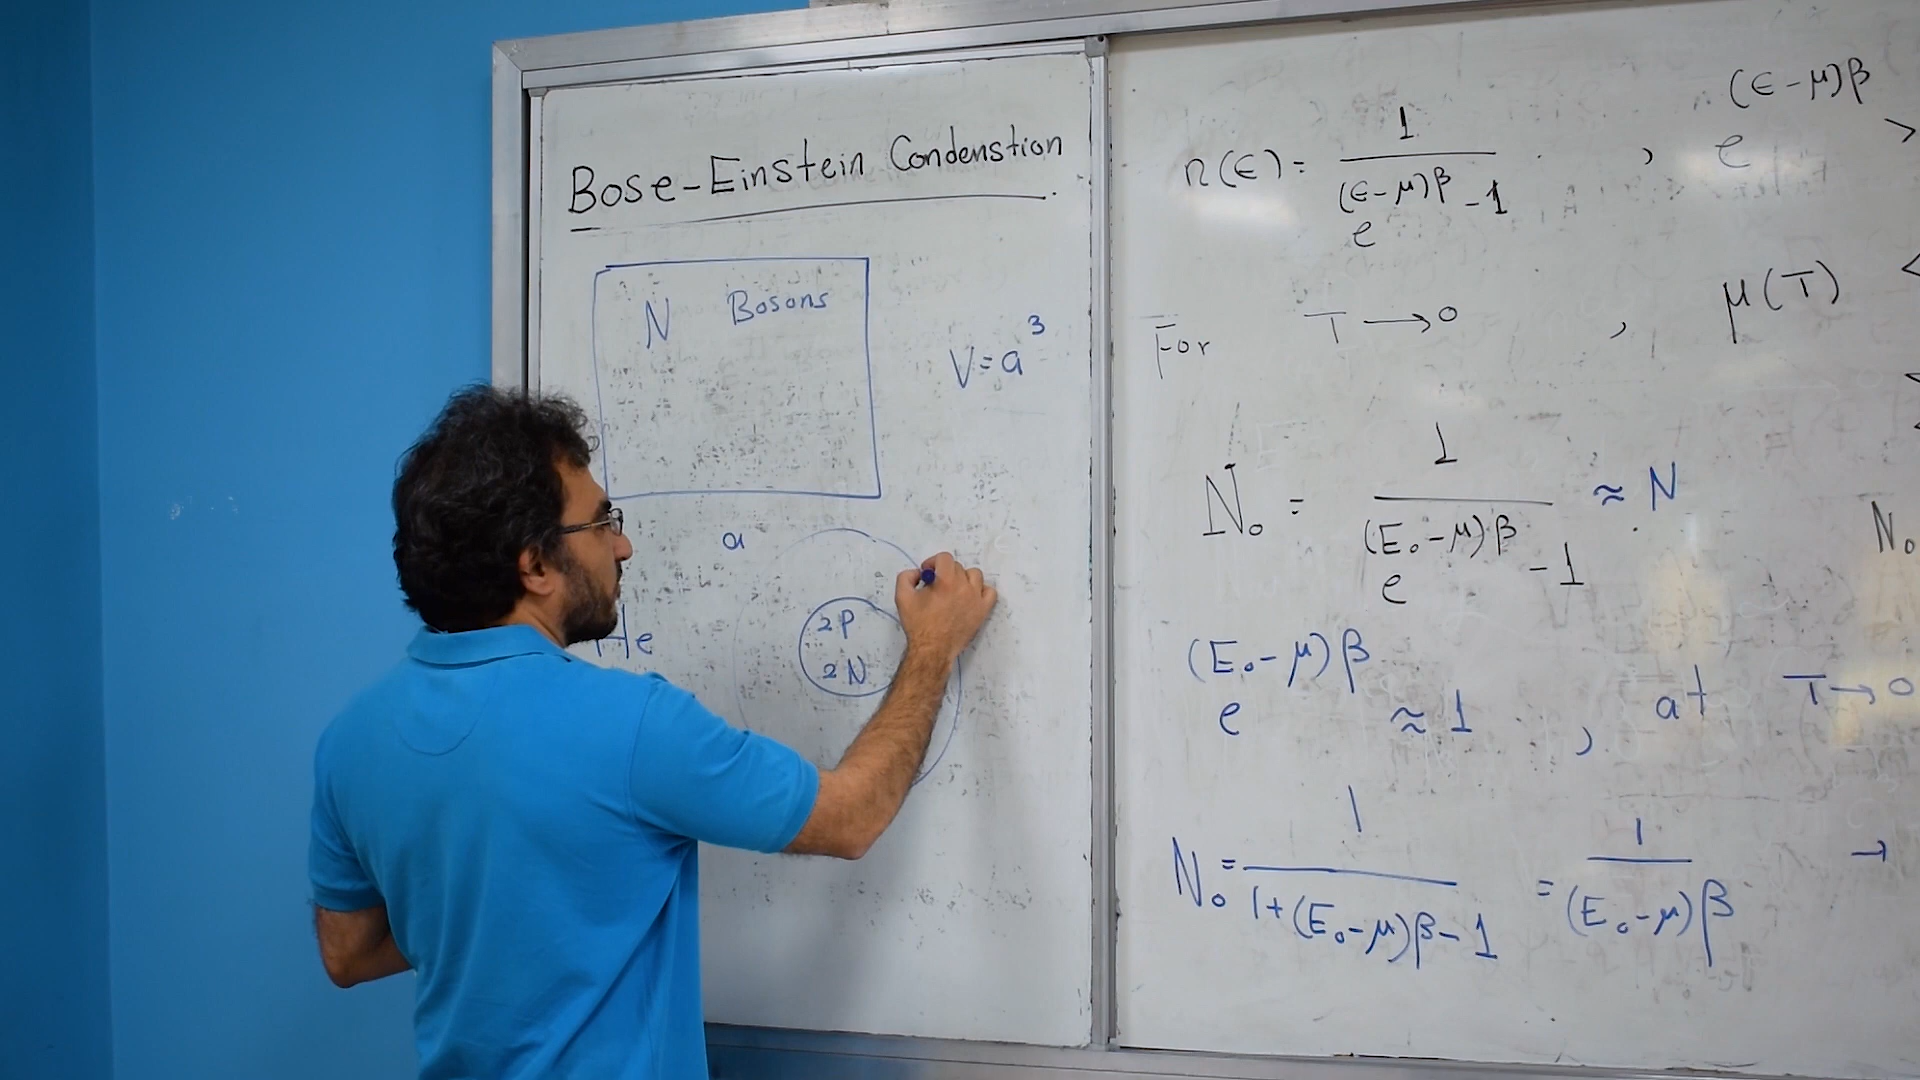 Bose-Einstein Condenstion
N Bosons
V=a³
a
He
2P
2N
n(ϵ)= 1 / e^(ϵ-μ)β -1 , e^(ϵ-μ)β >
For T→0 , μ(T) <
N₀ = 1 / e^(E₀-μ)β -1 ≈ N
N₀
e^(E₀-μ)β ≈ 1 , at T→0
N₀ = 1 / 1+(E₀-μ)β-1 = 1 / (E₀-μ)β →